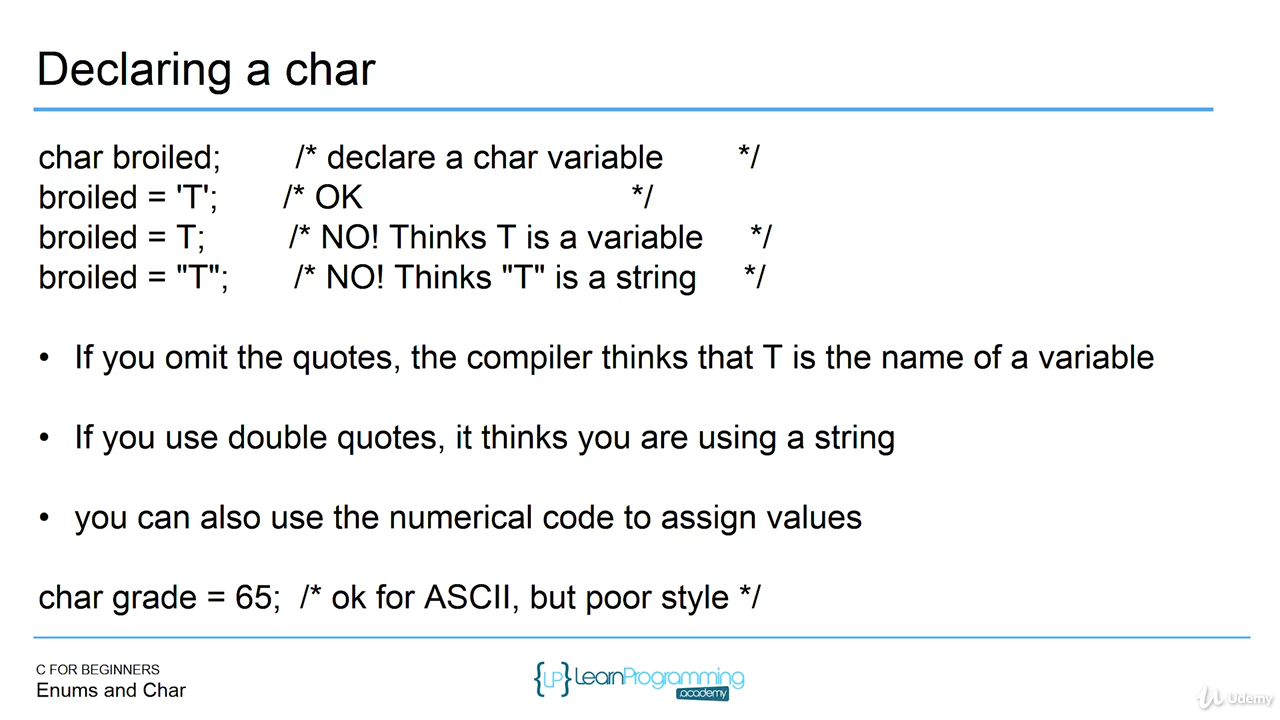 Declaring a char
char broiled; /* declare a char variable */
broiled = 'T'; /* OK */
broiled = T; /* NO! Thinks T is a variable */
broiled = "T"; /* NO! Thinks "T" is a string */
• If you omit the quotes, the compiler thinks that T is the name of a variable
• If you use double quotes, it thinks you are using a string
• you can also use the numerical code to assign values
char grade = 65; /* ok for ASCII, but poor style */
C FOR BEGINNERS
Enums and Char
{LP} LearnProgramming
.academy
Udemy